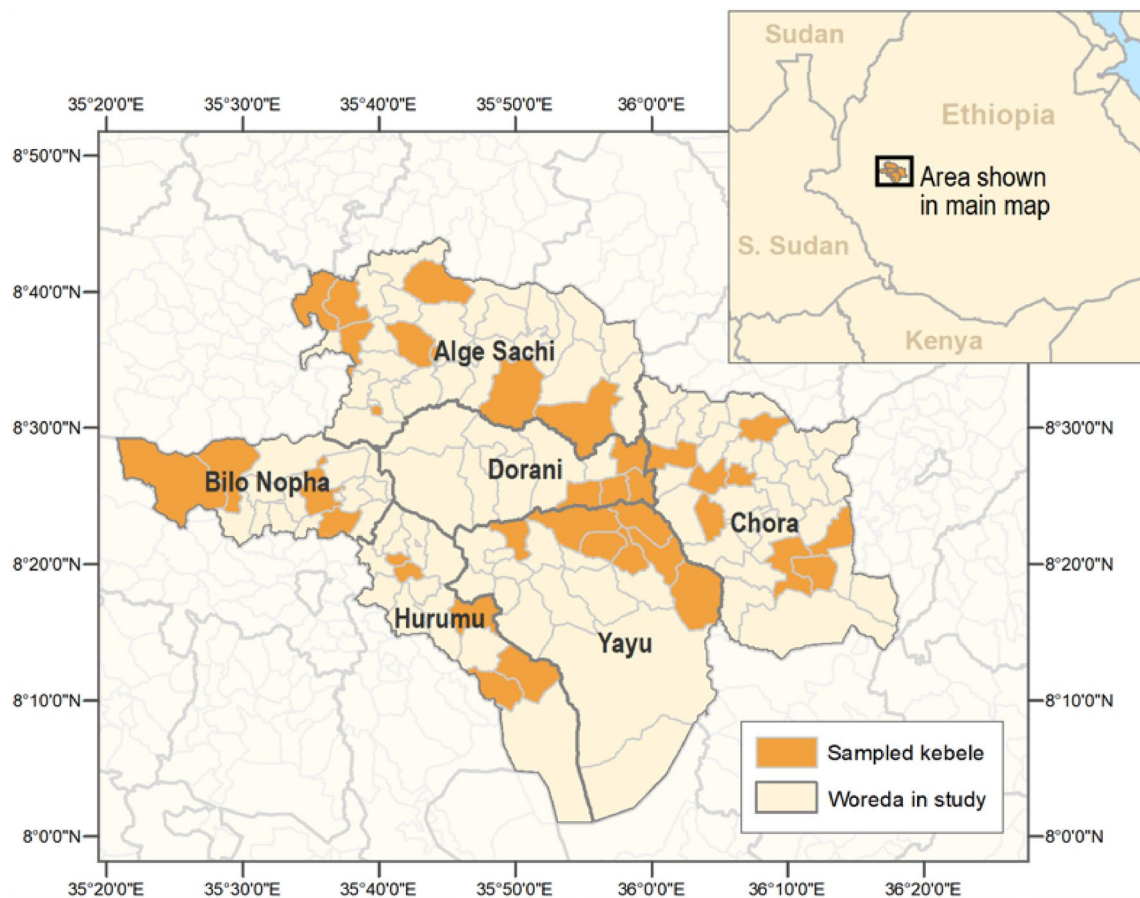 Sudan
Ethiopia
Area shown
in main map
S. Sudan
Kenya
35°20'0"E 35°30'0"E 35°40'0"E 35°50'0"E 36°0'0"E
8°50'0"N
8°40'0"N
8°30'0"N 8°30'0"N
8°20'0"N 8°20'0"N
8°10'0"N 8°10'0"N
8°0'0"N 8°0'0"N
Alge Sachi
Dorani
Bilo Nopha
Chora
Hurumu
Yayu
Sampled kebele
Woreda in study
35°20'0"E 35°30'0"E 35°40'0"E 35°50'0"E 36°0'0"E 36°10'0"E 36°20'0"E